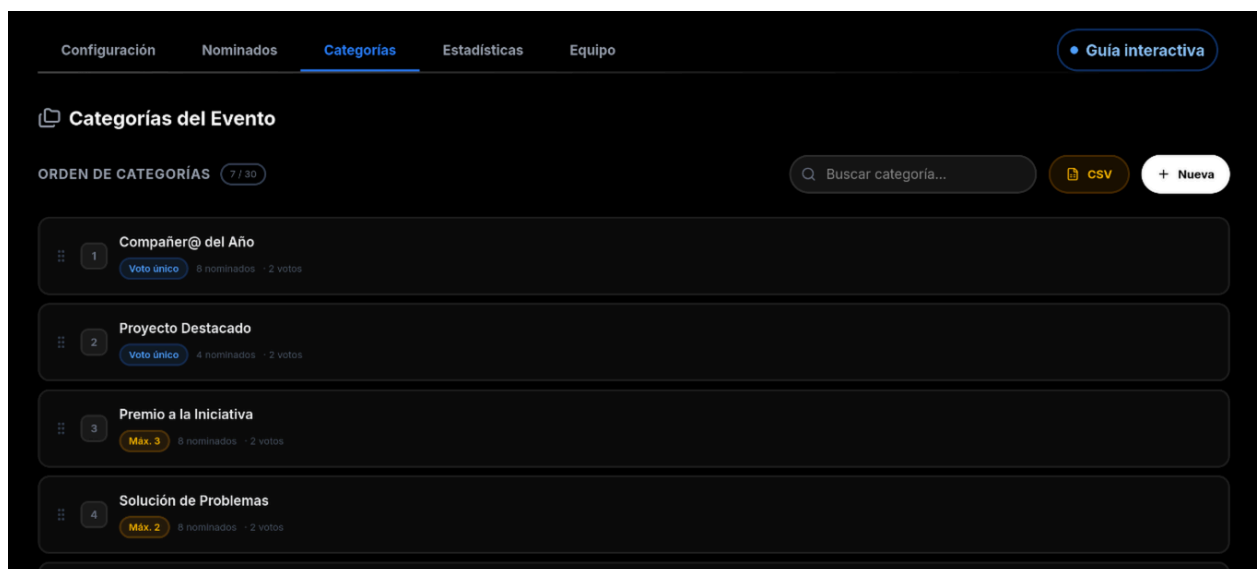 Configuración Nominados Categorías Estadísticas Equipo Guía interactiva
Categorías del Evento
ORDEN DE CATEGORÍAS 7 / 30 Buscar categoría... CSV + Nueva
1 Compañer@ del Año
Voto único 8 nominados · 2 votos
2 Proyecto Destacado
Voto único 4 nominados · 2 votos
3 Premio a la Iniciativa
Máx. 3 8 nominados · 2 votos
4 Solución de Problemas
Máx. 2 8 nominados · 2 votos